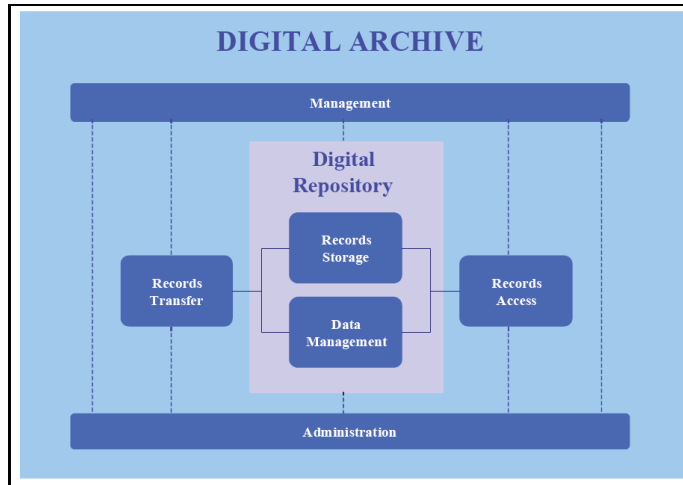 DIGITAL ARCHIVE
Management
Digital
Repository
Records
Storage
Records
Transfer
Records
Access
Data
Management
Administration